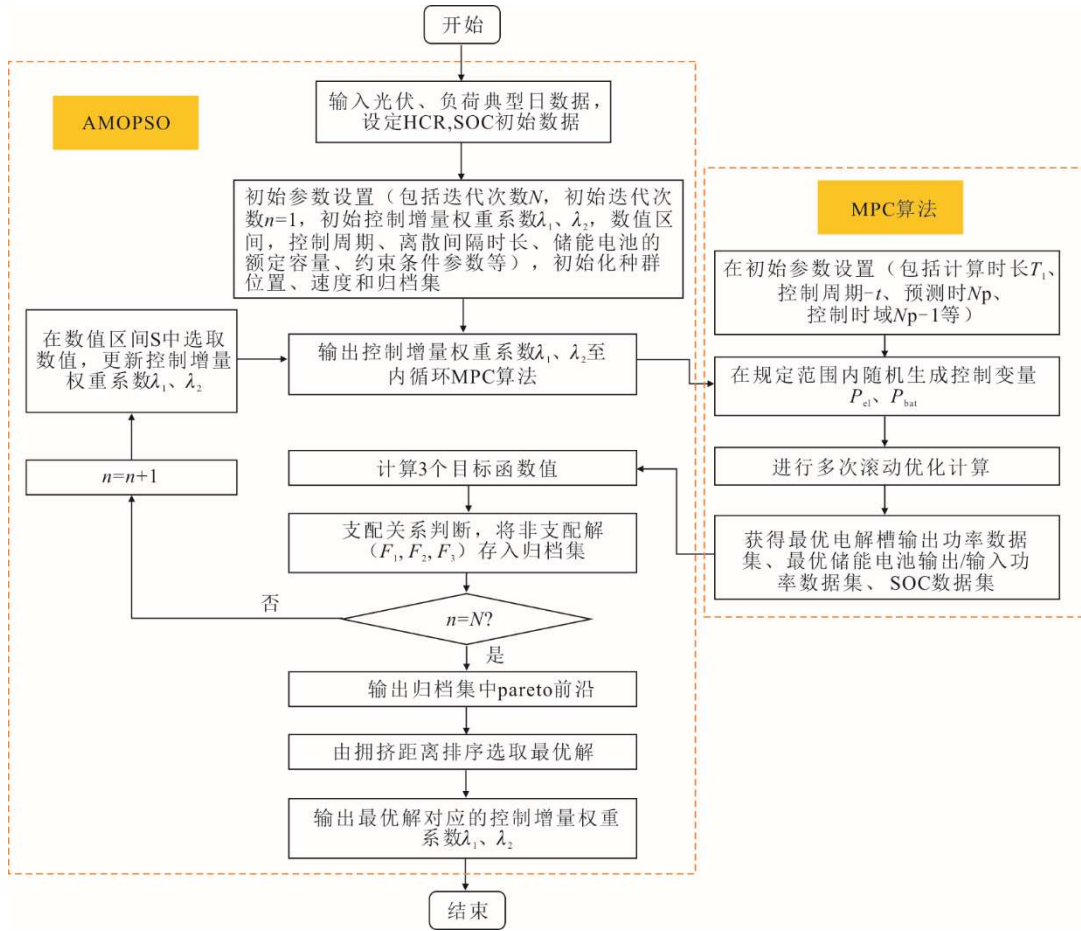 开始
AMOPSO
输入光伏、负荷典型日数据，
设定HCR,SOC初始数据
初始参数设置（包括迭代次数N，初始迭代次
数n=1，初始控制增量权重系数λ₁、λ₂，数值区
间，控制周期、离散间隔时长、储能电池的
额定容量、约束条件参数等），初始化种群
位置、速度和归档集
在数值区间S中选取
数值，更新控制增量
权重系数λ₁、λ₂
输出控制增量权重系数λ₁、λ₂至
内循环MPC算法
n=n+1
计算3个目标函数值
支配关系判断，将非支配解
（F₁, F₂, F₃）存入归档集
否
n=N?
是
输出归档集中pareto前沿
由拥挤距离排序选取最优解
输出最优解对应的控制增量权重
系数λ₁、λ₂
结束
MPC算法
在初始参数设置（包括计算时长T₁、
控制周期-t、预测时Np、
控制时域Np-1等）
在规定范围内随机生成控制变量
Pel、Pbat
进行多次滚动优化计算
获得最优电解槽输出功率数据
集、最优储能电池输出/输入功
率数据集、SOC数据集